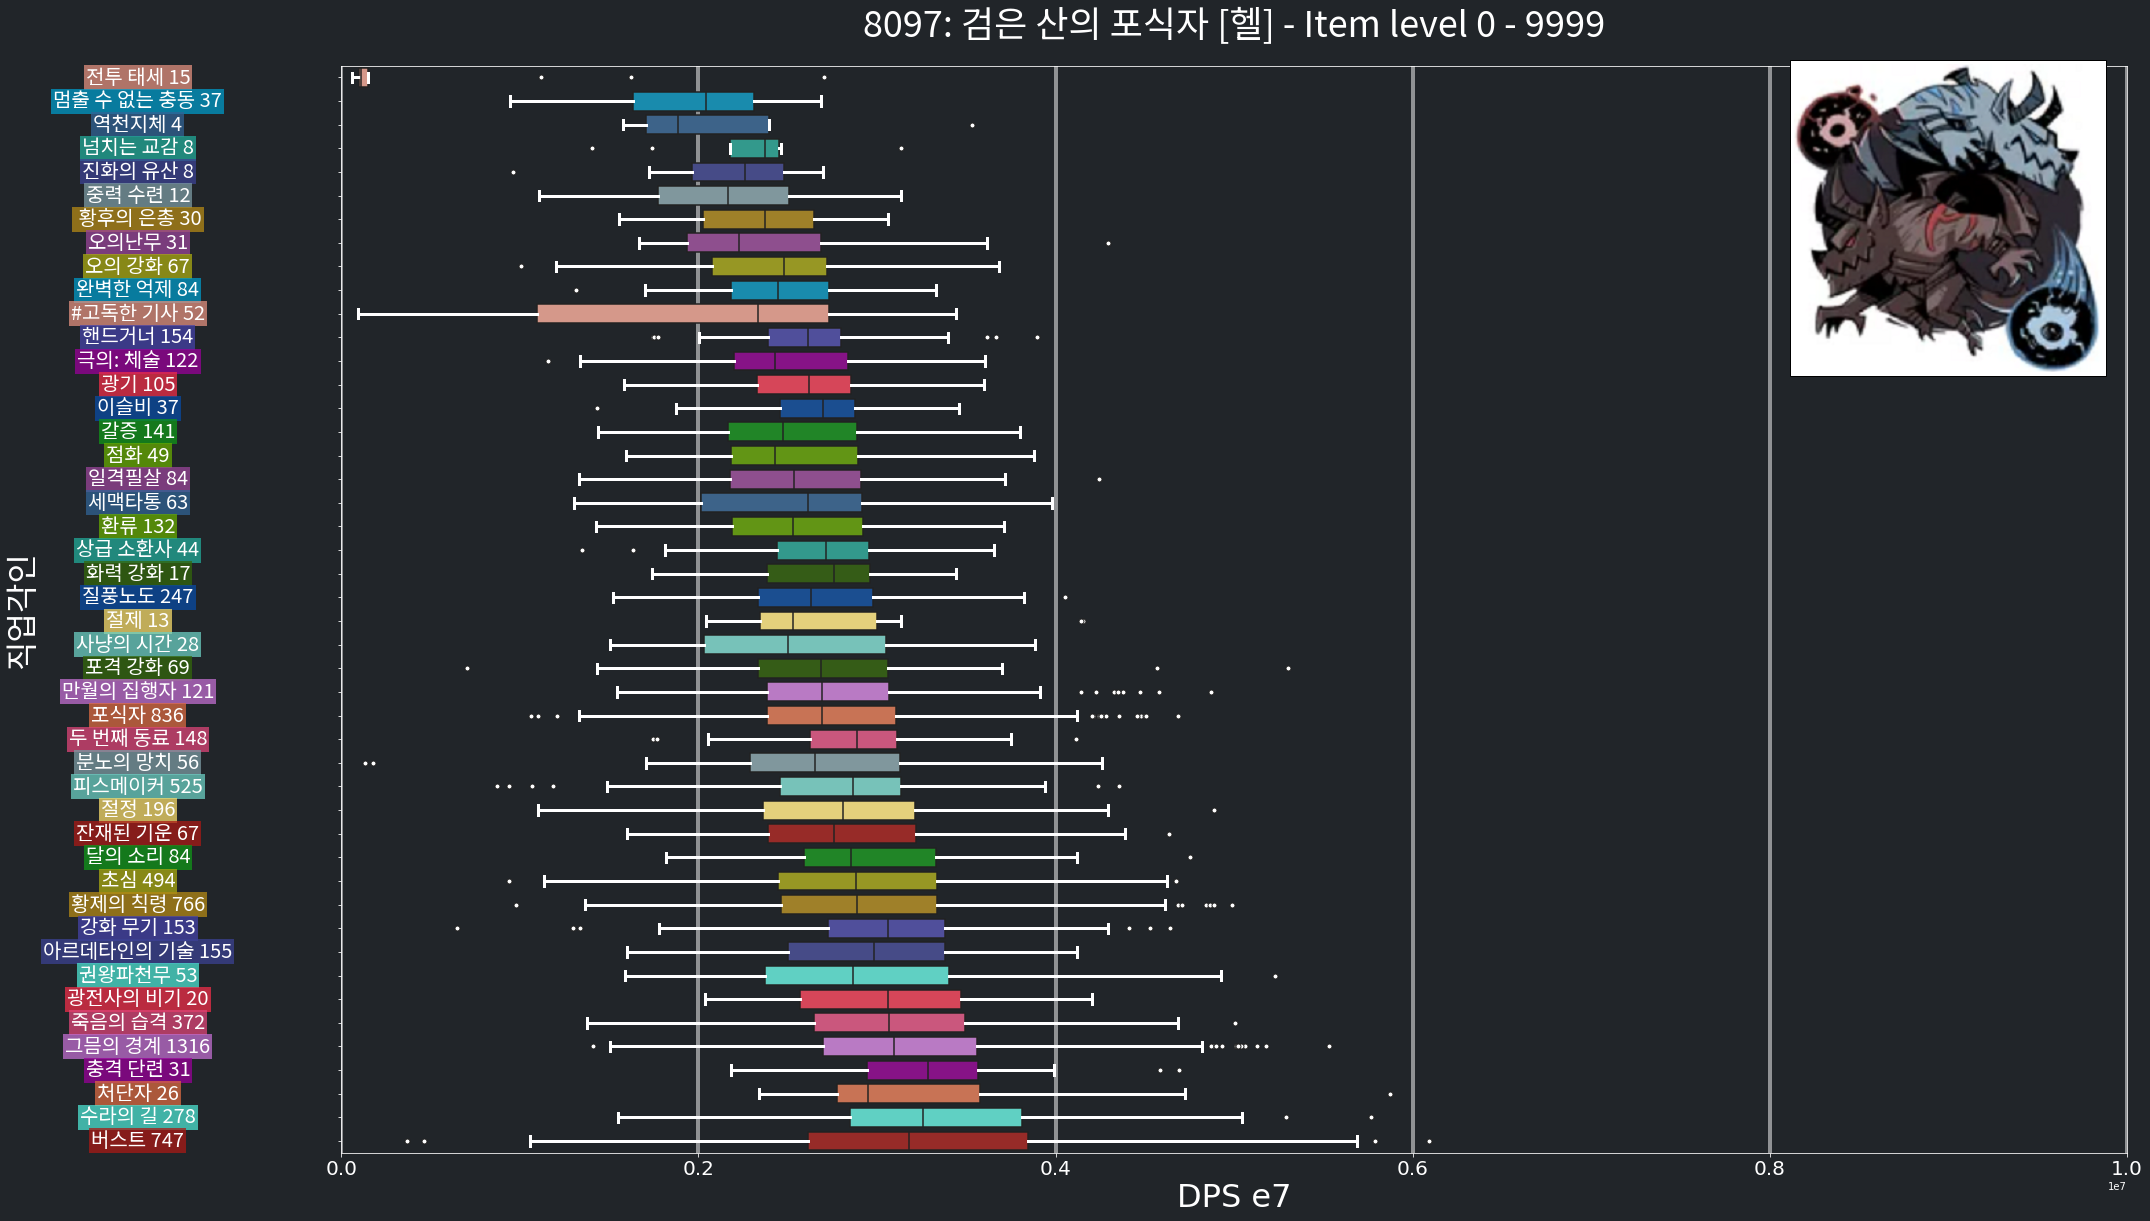 8097: 검은 산의 포식자 [헬] - Item level 0 - 9999
직업각인
전투 태세 15
멈출 수 없는 충동 37
역천지체 4
넘치는 교감 8
진화의 유산 8
중력 수련 12
황후의 은총 30
오의난무 31
오의 강화 67
완벽한 억제 84
#고독한 기사 52
핸드거너 154
극의: 체술 122
광기 105
이슬비 37
갈증 141
점화 49
일격필살 84
세맥타통 63
환류 132
상급 소환사 44
화력 강화 17
질풍노도 247
절제 13
사냥의 시간 28
포격 강화 69
만월의 집행자 121
포식자 836
두 번째 동료 148
분노의 망치 56
피스메이커 525
절정 196
잔재된 기운 67
달의 소리 84
초심 494
황제의 칙령 766
강화 무기 153
아르데타인의 기술 155
권왕파천무 53
광전사의 비기 20
죽음의 습격 372
그믐의 경계 1316
충격 단련 31
처단자 26
수라의 길 278
버스트 747
0.0 0.2 0.4 0.6 0.8 1.0
1e7
DPS e7